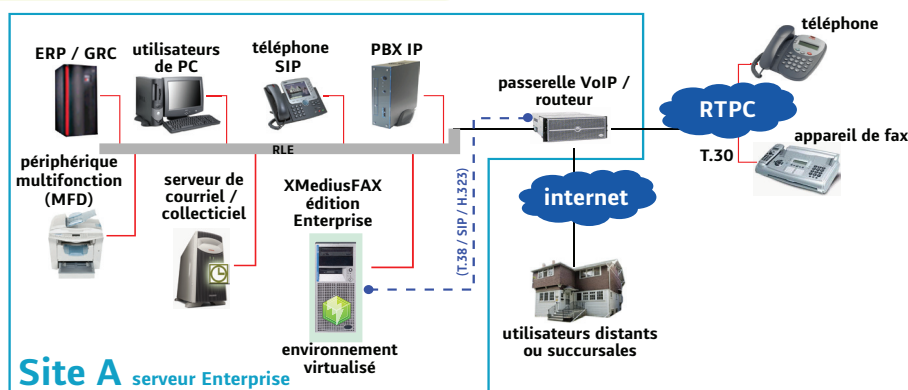 ERP / GRC
utilisateurs
de PC
téléphone
SIP
PBX IP
passerelle VoIP /
routeur
téléphone
RTPC
T.30
appareil de fax
RLE
périphérique
multifonction
(MFD)
serveur de
courriel /
collecticiel
XMediusFAX
édition
Enterprise
(T.38 / SIP / H.323)
internet
environnement
virtualisé
utilisateurs distants
ou succursales
Site A serveur Enterprise